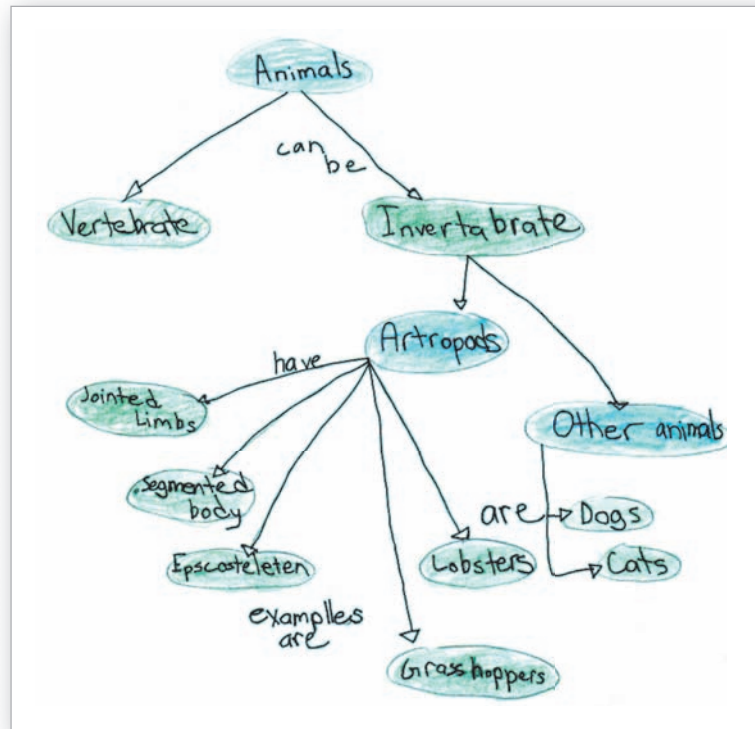 Animals
can
be
Vertebrate
Invertabrate
Artropods
have
Jointed
Limbs
Other animals
Segmented
body
are
Dogs
Epscosteleten
Lobsters
Cats
examplles
are
Grasshoppers